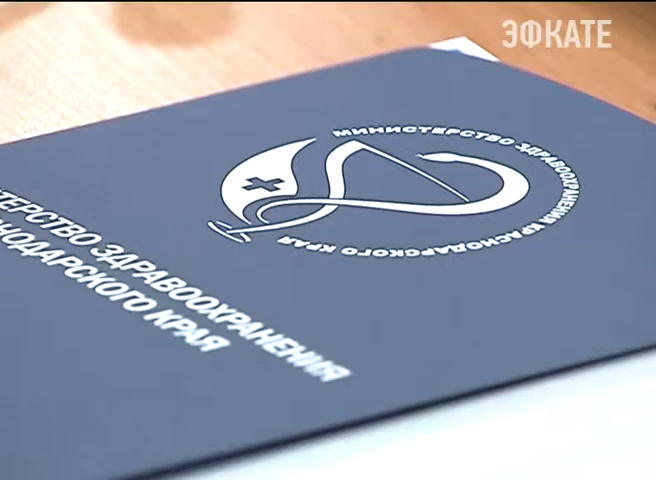 ЭФКАТЕ
МИНИСТЕРСТВО ЗДРАВООХРАНЕНИЯ КРАСНОДАРСКОГО КРАЯ
ТЕРСТВО ЗДРАВООХРАНЕНИЯ
НОДАРСКОГО КРАЯ